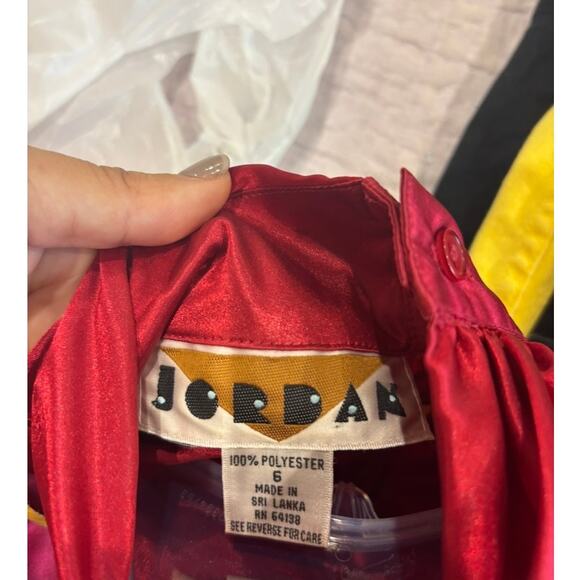 JORDAN
100% POLYESTER
6
MADE IN
SRI LANKA
RN 64138
SEE REVERSE FOR CARE